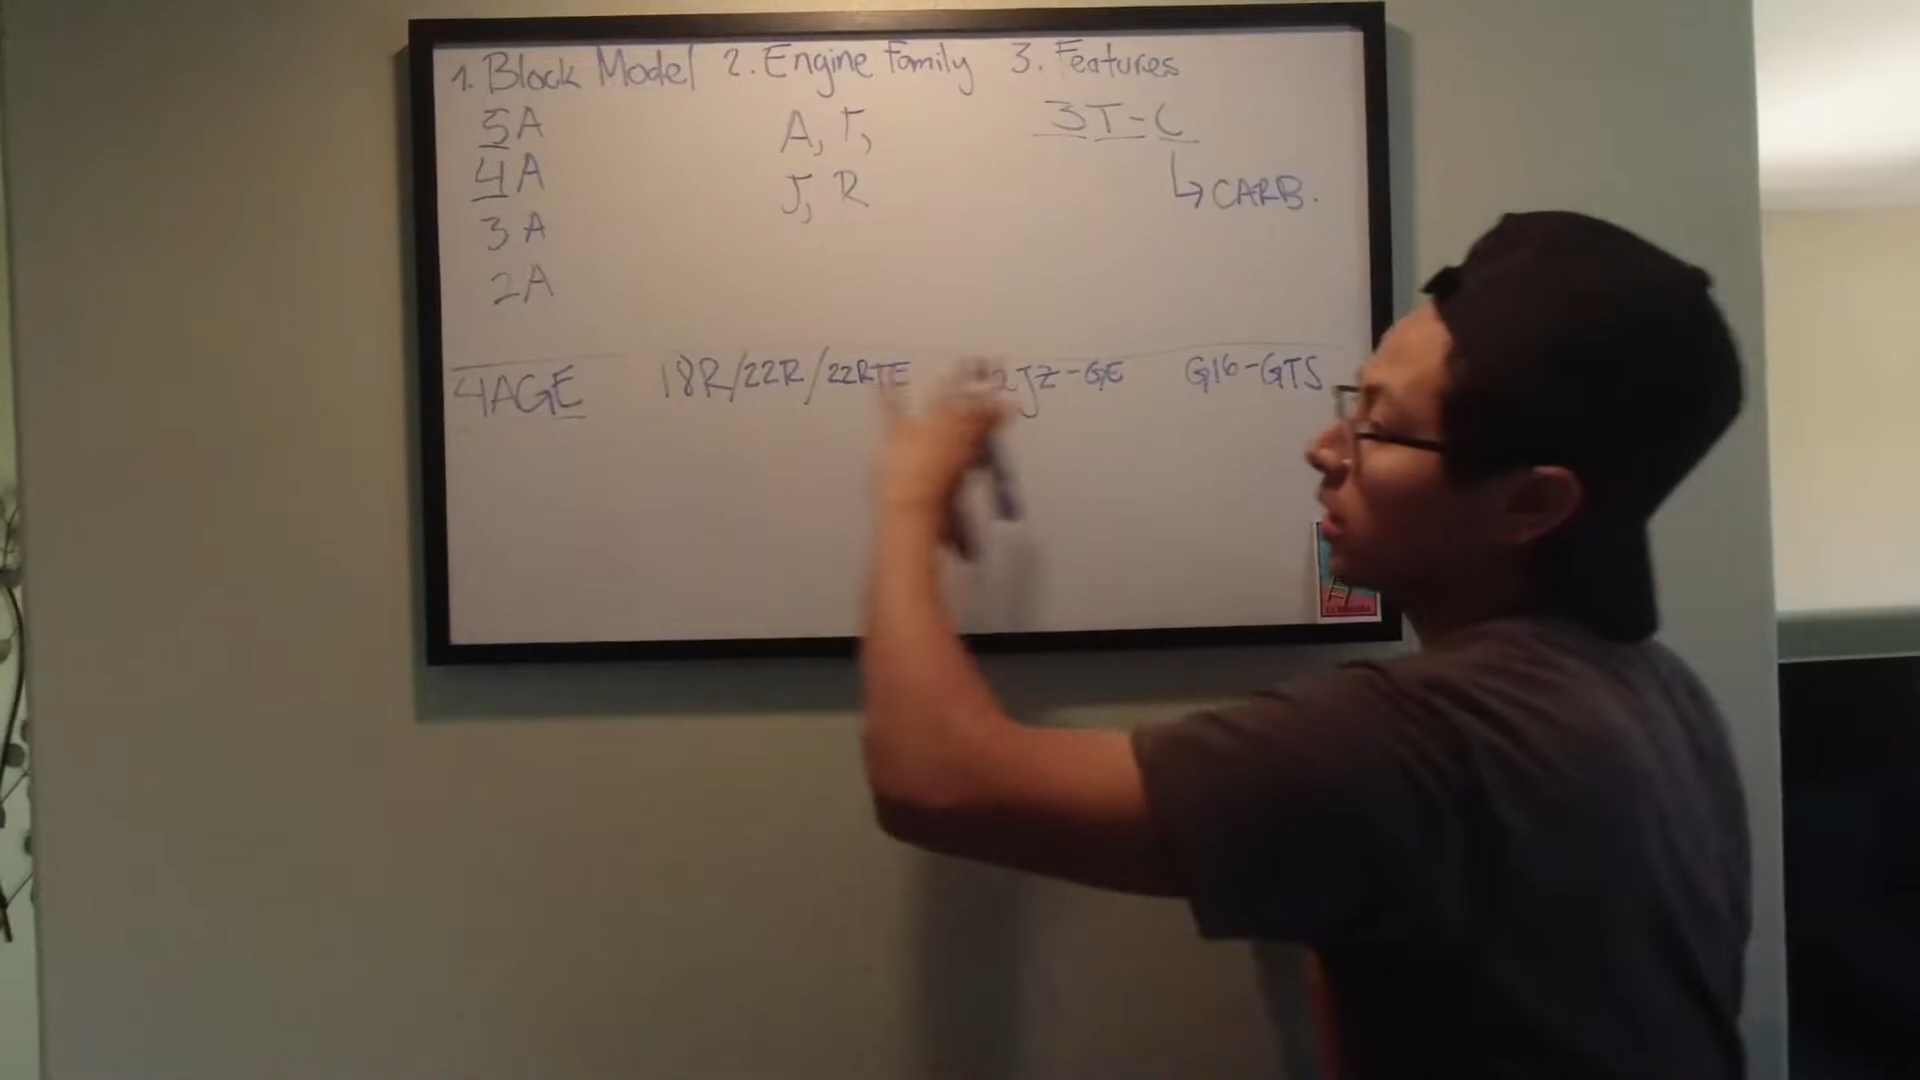 1. Block Model 2. Engine Family 3. Features
5A
4A
3A
2A
A, T,
J, R
3T-C
↳ CARB.
4AGE 18R/22R/22RTE 2JZ-GE G16-GTS